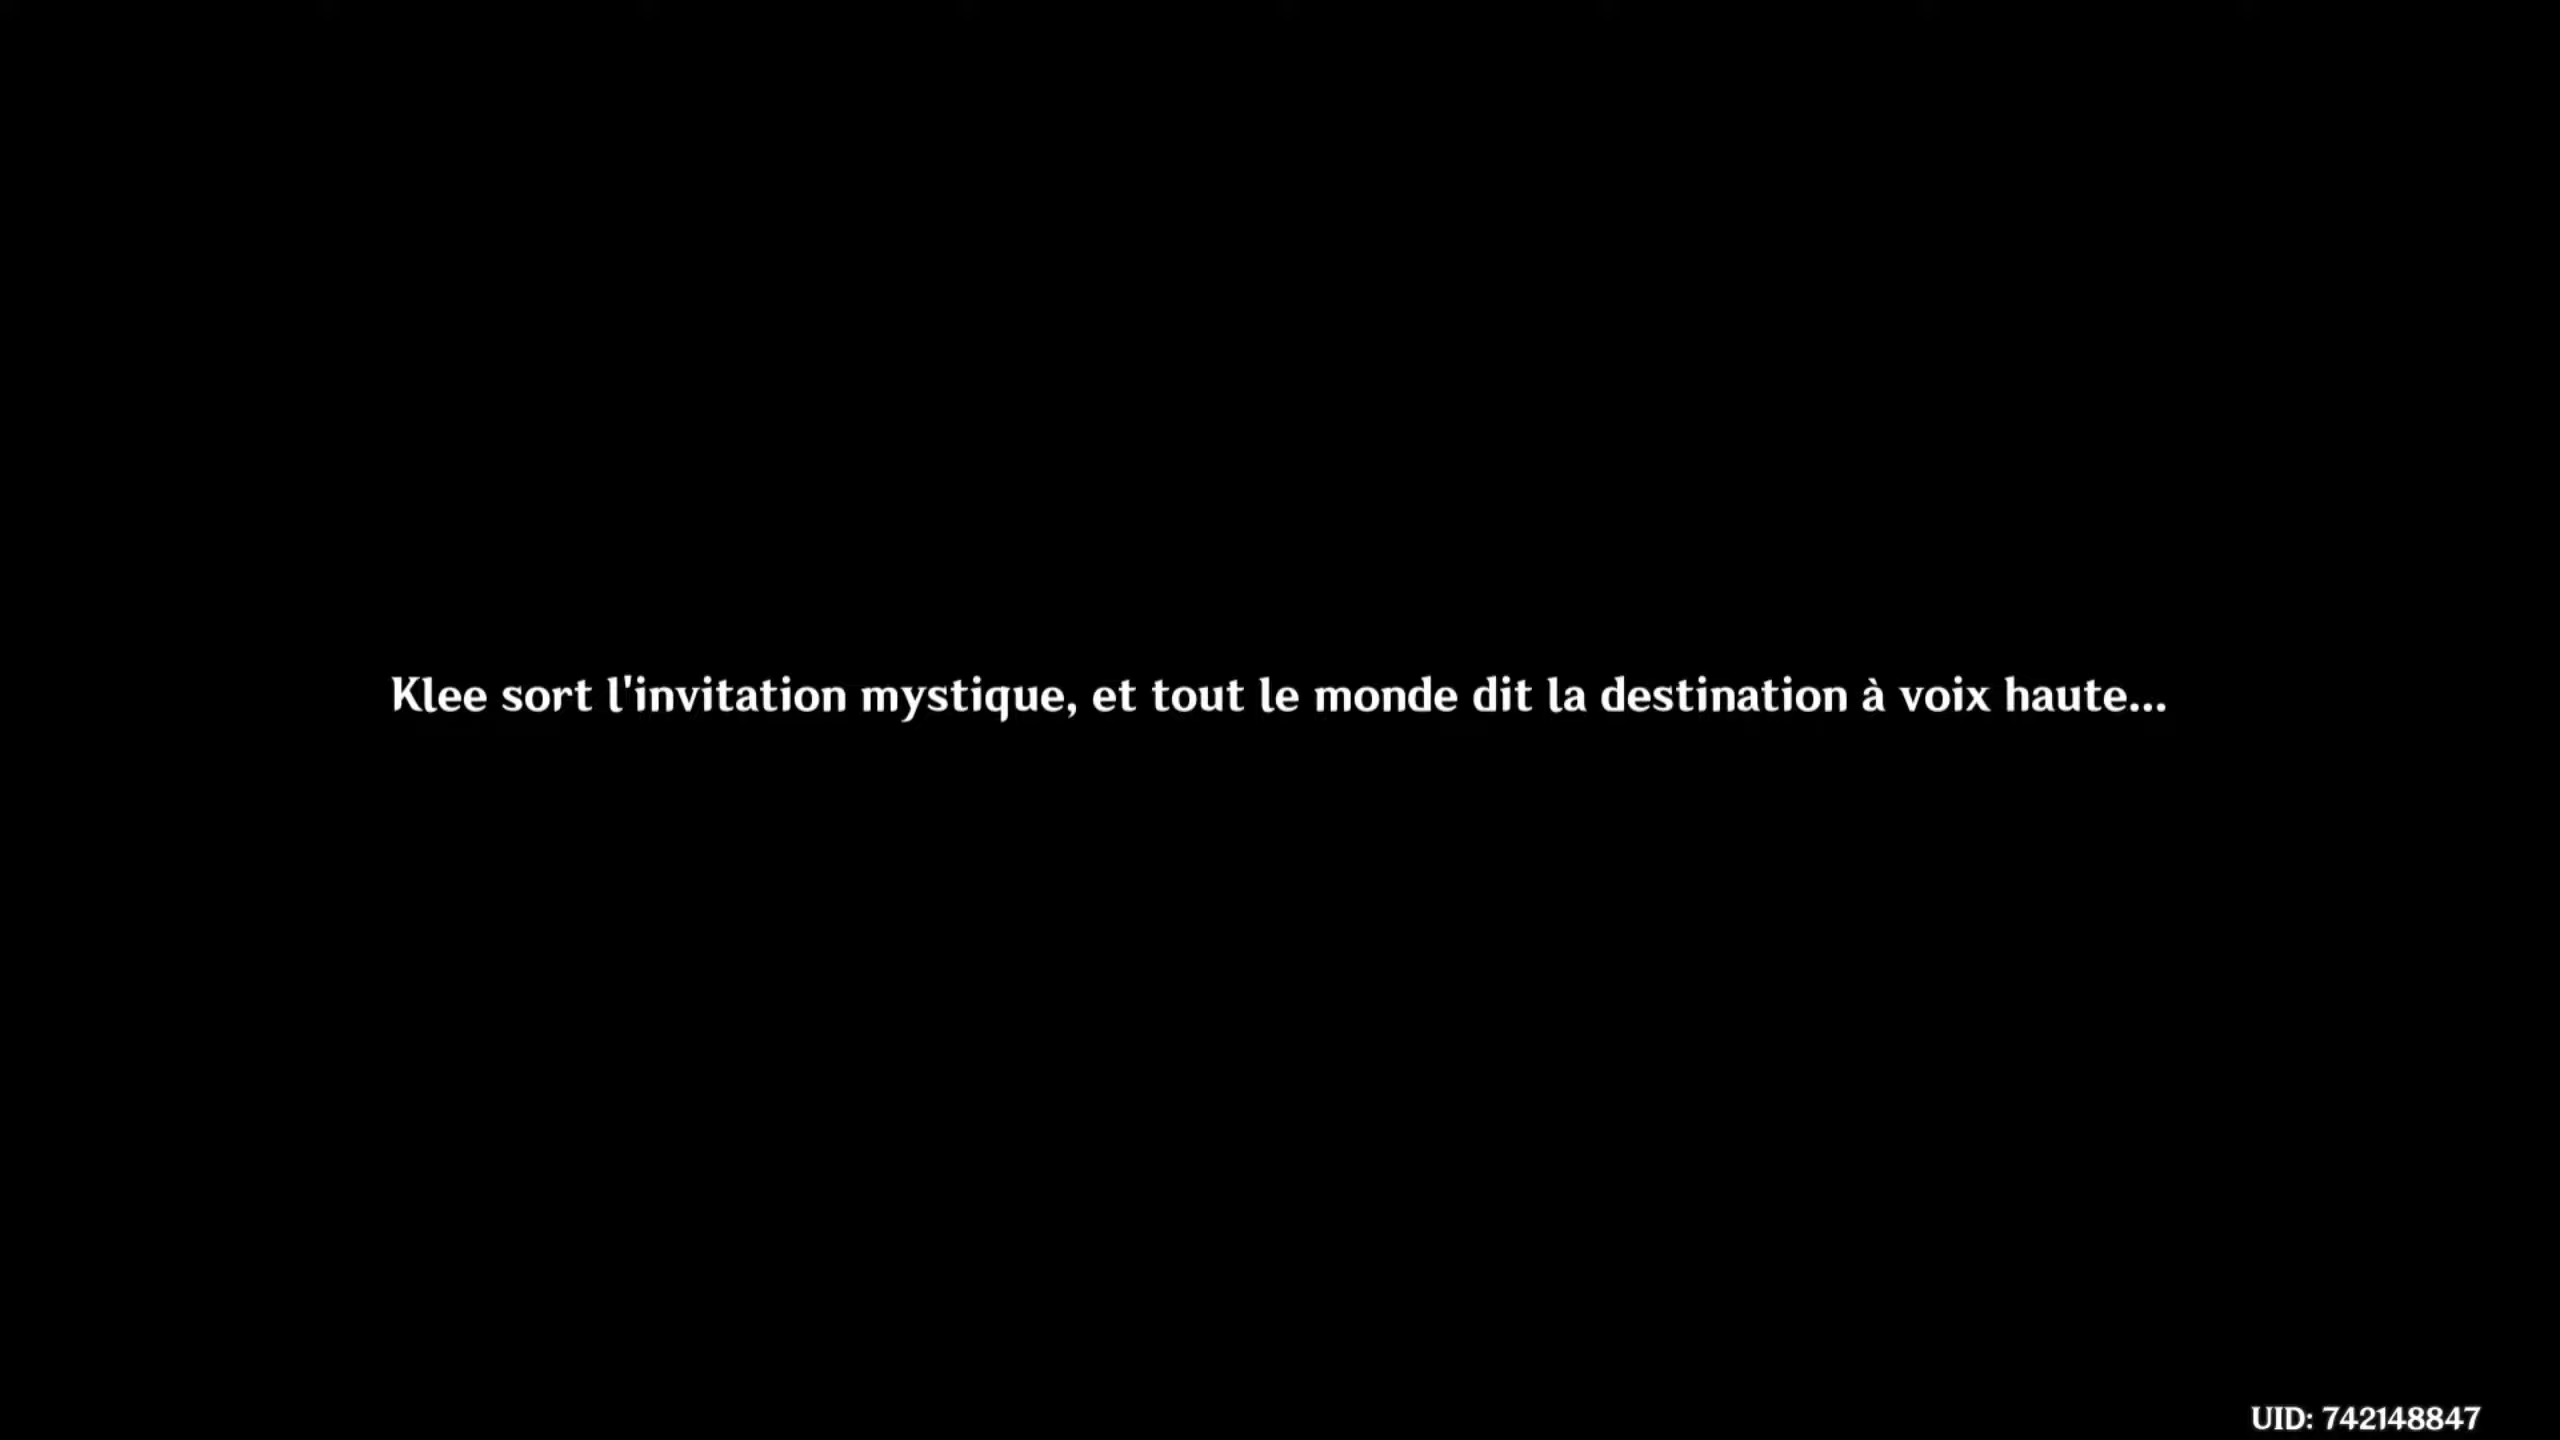 Klee sort l'invitation mystique, et tout le monde dit la destination à voix haute...
UID: 742148847